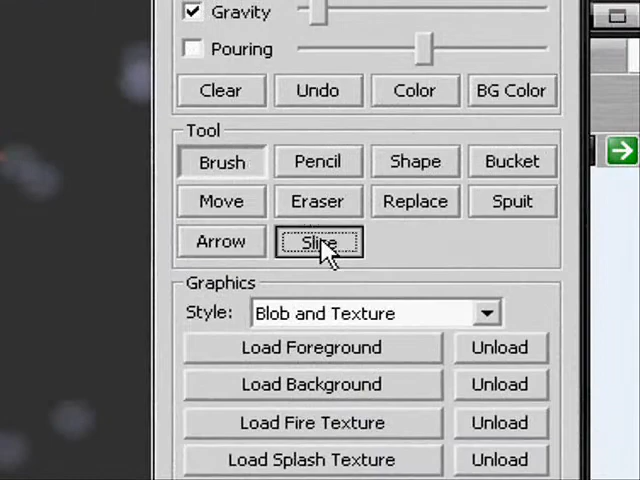 Gravity
Pouring
Clear Undo Color BG Color
Tool
Brush Pencil Shape Bucket
Move Eraser Replace Spuit
Arrow
Graphics
Style: Blob and Texture
Load Foreground Unload
Load Background Unload
Load Fire Texture Unload
Load Splash Texture Unload